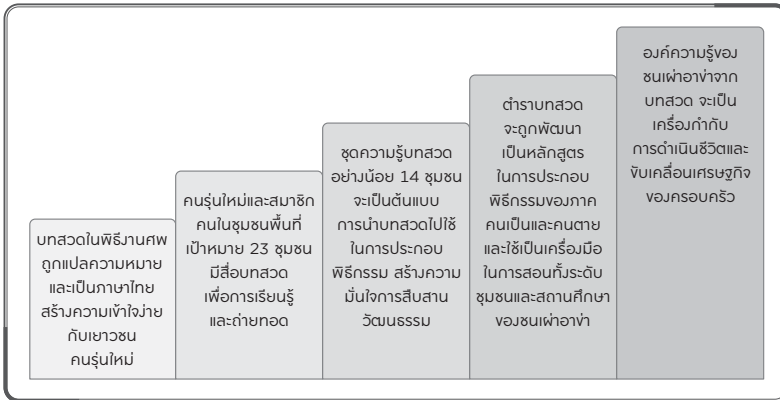 บทสวดในพิธีงานศพ
ถูกแปลความหมาย
และเป็นภาษาไทย
สร้างความเข้าใจง่าย
กับเยาวชน
คนรุ่นใหม่
คนรุ่นใหม่และสมาชิก
คนในชุมชนพื้นที่
เป้าหมาย 23 ชุมชน
มีสื่อบทสวด
เพื่อการเรียนรู้
และถ่ายทอด
ชุดความรู้บทสวด
อย่างน้อย 14 ชุมชน
จะเป็นต้นแบบ
การนำบทสวดไปใช้
ในการประกอบ
พิธีกรรม สร้างความ
มั่นใจการสืบสาน
วัฒนธรรม
ตำราบทสวด
จะถูกพัฒนา
เป็นหลักสูตร
ในการประกอบ
พิธีกรรมของภาค
คนเป็นและคนตาย
และใช้เป็นเครื่องมือ
ในการสอนทั้งระดับ
ชุมชนและสถานศึกษา
ของชนเผ่าอาข่า
องค์ความรู้ของ
ชนเผ่าอาข่าจาก
บทสวด จะเป็น
เครื่องกำกับ
การดำเนินชีวิตและ
ขับเคลื่อนเศรษฐกิจ
ของครอบครัว